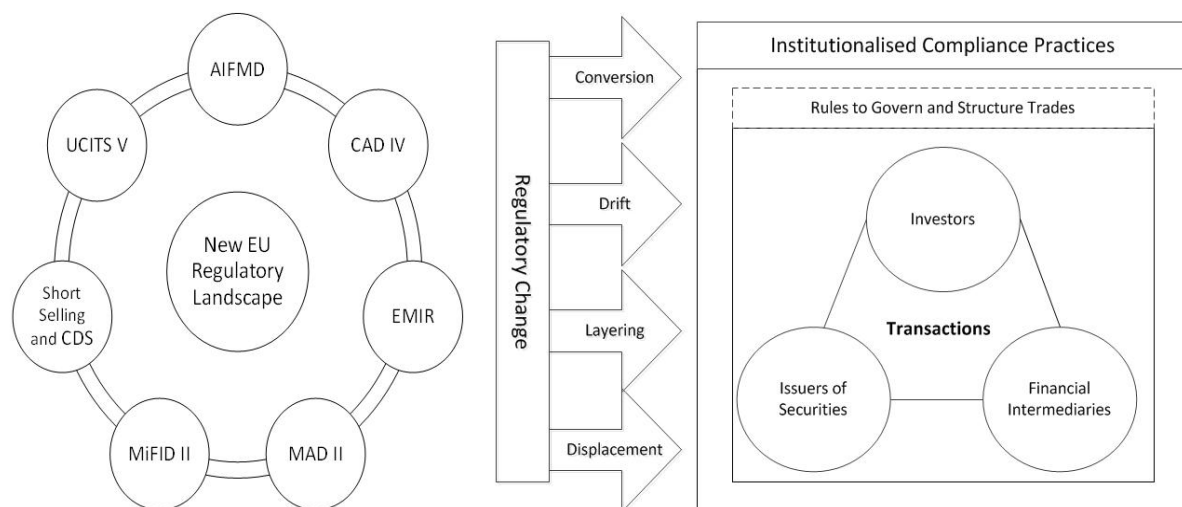 AIFMD
UCITS V
CAD IV
New EU
Regulatory
Landscape
Short
Selling
and CDS
EMIR
MiFID II
MAD II
Regulatory Change
Conversion
Drift
Layering
Displacement
Institutionalised Compliance Practices
Rules to Govern and Structure Trades
Investors
Transactions
Issuers of
Securities
Financial
Intermediaries